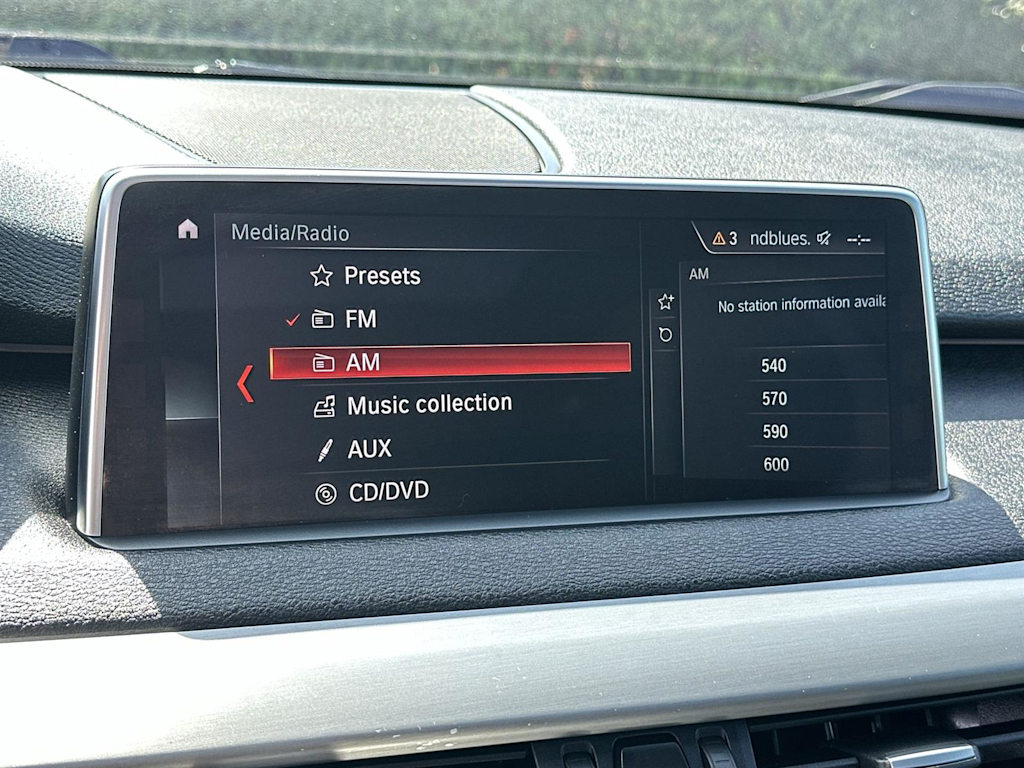 Media/Radio
3 ndblues. --:--
Presets
FM
AM
Music collection
AUX
CD/DVD
AM
No station information availa
540
570
590
600